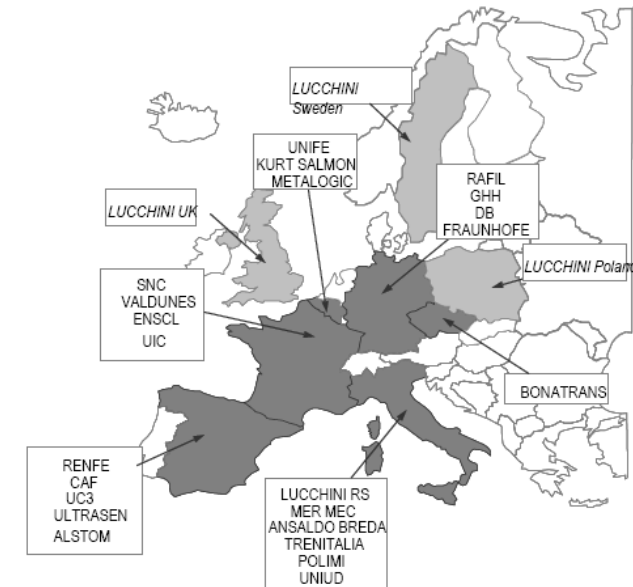 LUCCHINI
Sweden
UNIFE
KURT SALMON
METALOGIC
RAFIL
GHH
DB
FRAUNHOFE
LUCCHINI UK
LUCCHINI Poland
SNC
VALDUNES
ENSCL
UIC
BONATRANS
RENFE
CAF
UC3
ULTRASEN
ALSTOM
LUCCHINI RS
MER MEC
ANSALDO BREDA
TRENITALIA
POLIMI
UNIUD